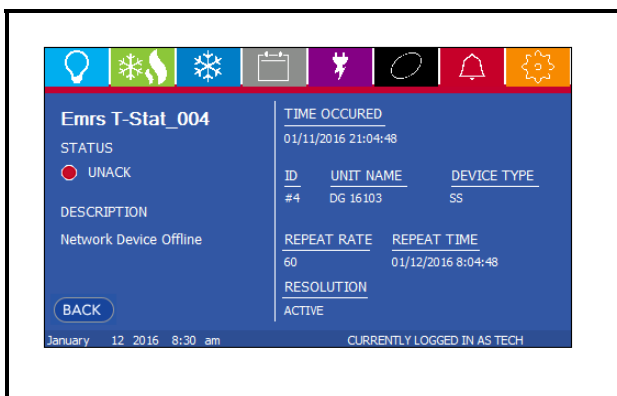 Emrs T-Stat_004
STATUS
UNACK
DESCRIPTION
Network Device Offline
BACK
TIME OCCURED
01/11/2016 21:04:48
ID UNIT NAME DEVICE TYPE
#4 DG 16103 SS
REPEAT RATE REPEAT TIME
60 01/12/2016 8:04:48
RESOLUTION
ACTIVE
January 12 2016 8:30 am CURRENTLY LOGGED IN AS TECH